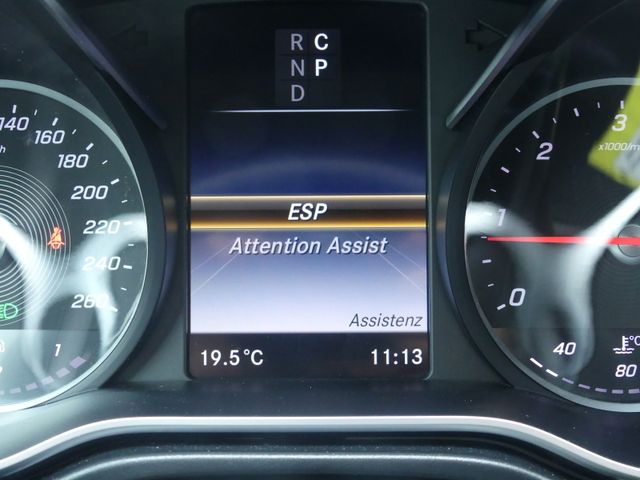 R C
N P
D
140
160
180
200
220
240
260
1
ESP
Attention Assist
Assistenz
19.5°C
11:13
3
2
x1000/m
1
0
40
80
°C